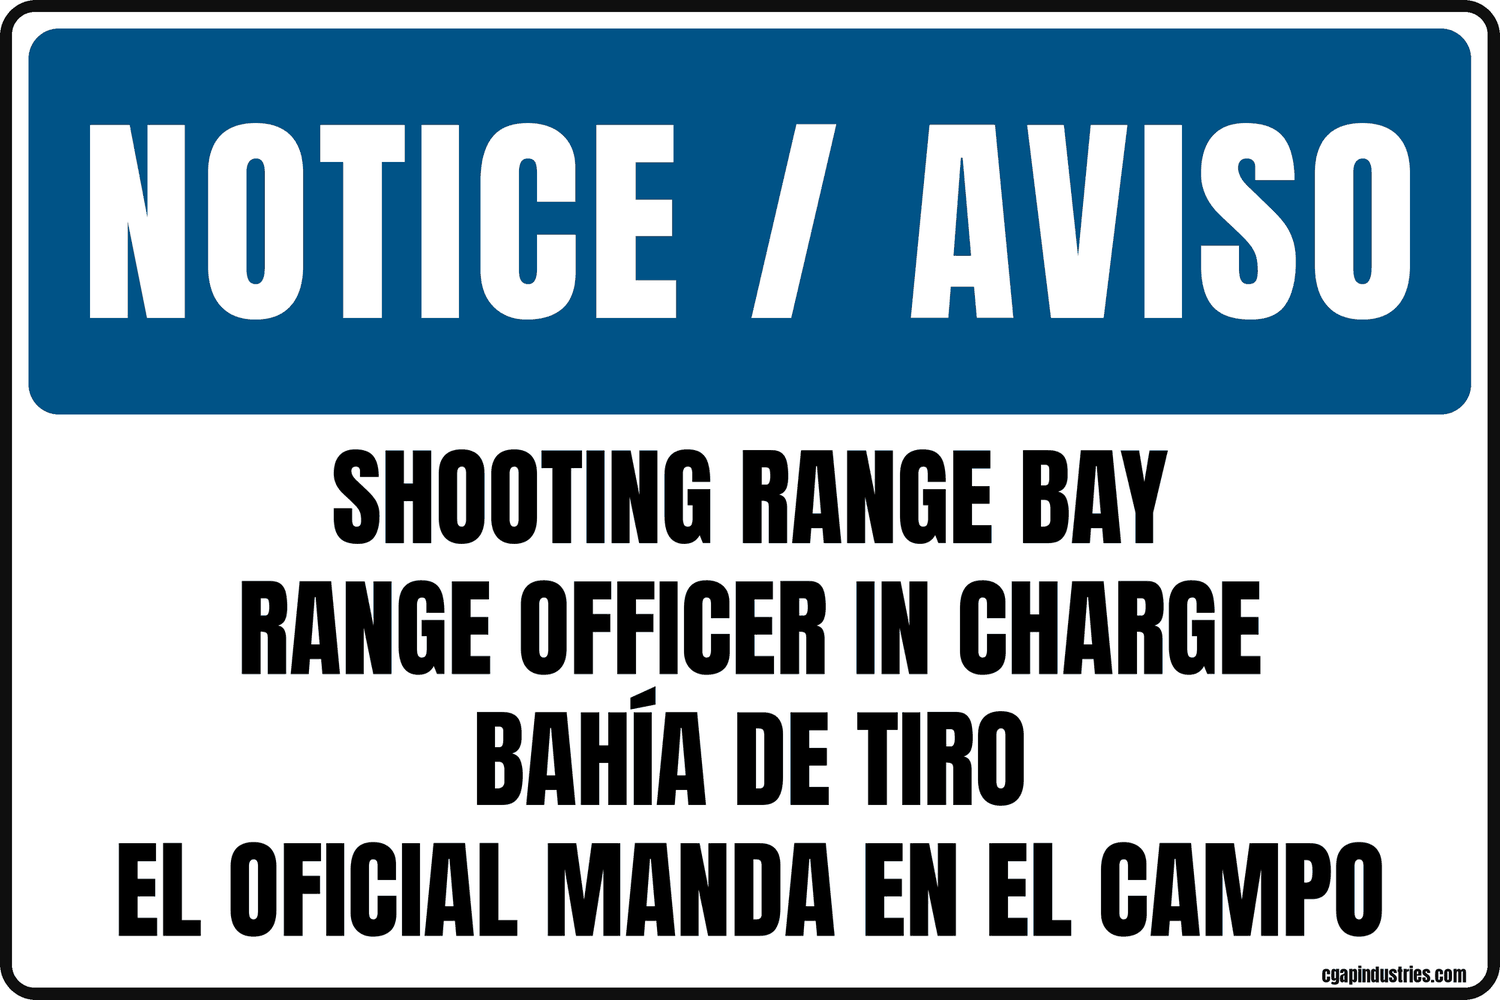 NOTICE / AVISO
SHOOTING RANGE BAY
RANGE OFFICER IN CHARGE
BAHÍA DE TIRO
EL OFICIAL MANDA EN EL CAMPO
cgapindustries.com